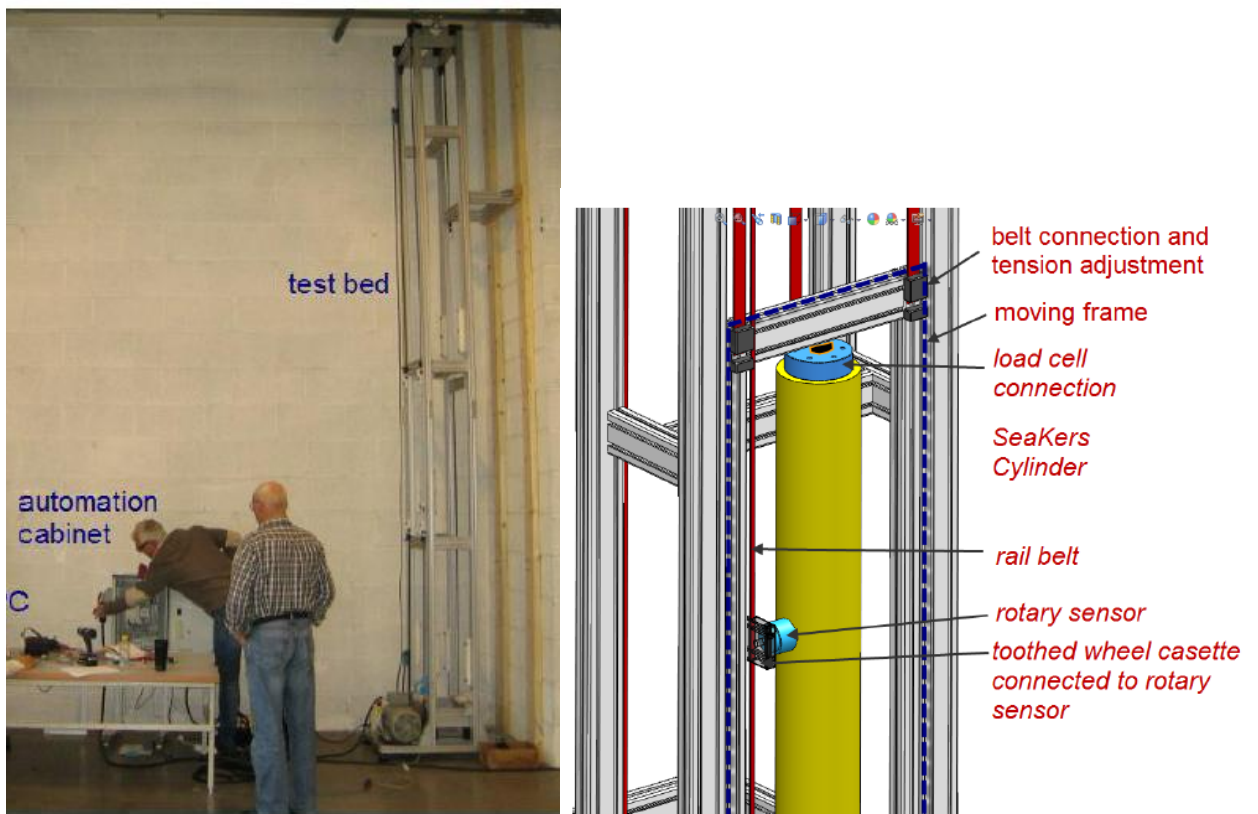 test bed
automation
cabinet
PC
belt connection and
tension adjustment
moving frame
load cell
connection
SeaKers
Cylinder
rail belt
rotary sensor
toothed wheel casette
connected to rotary
sensor